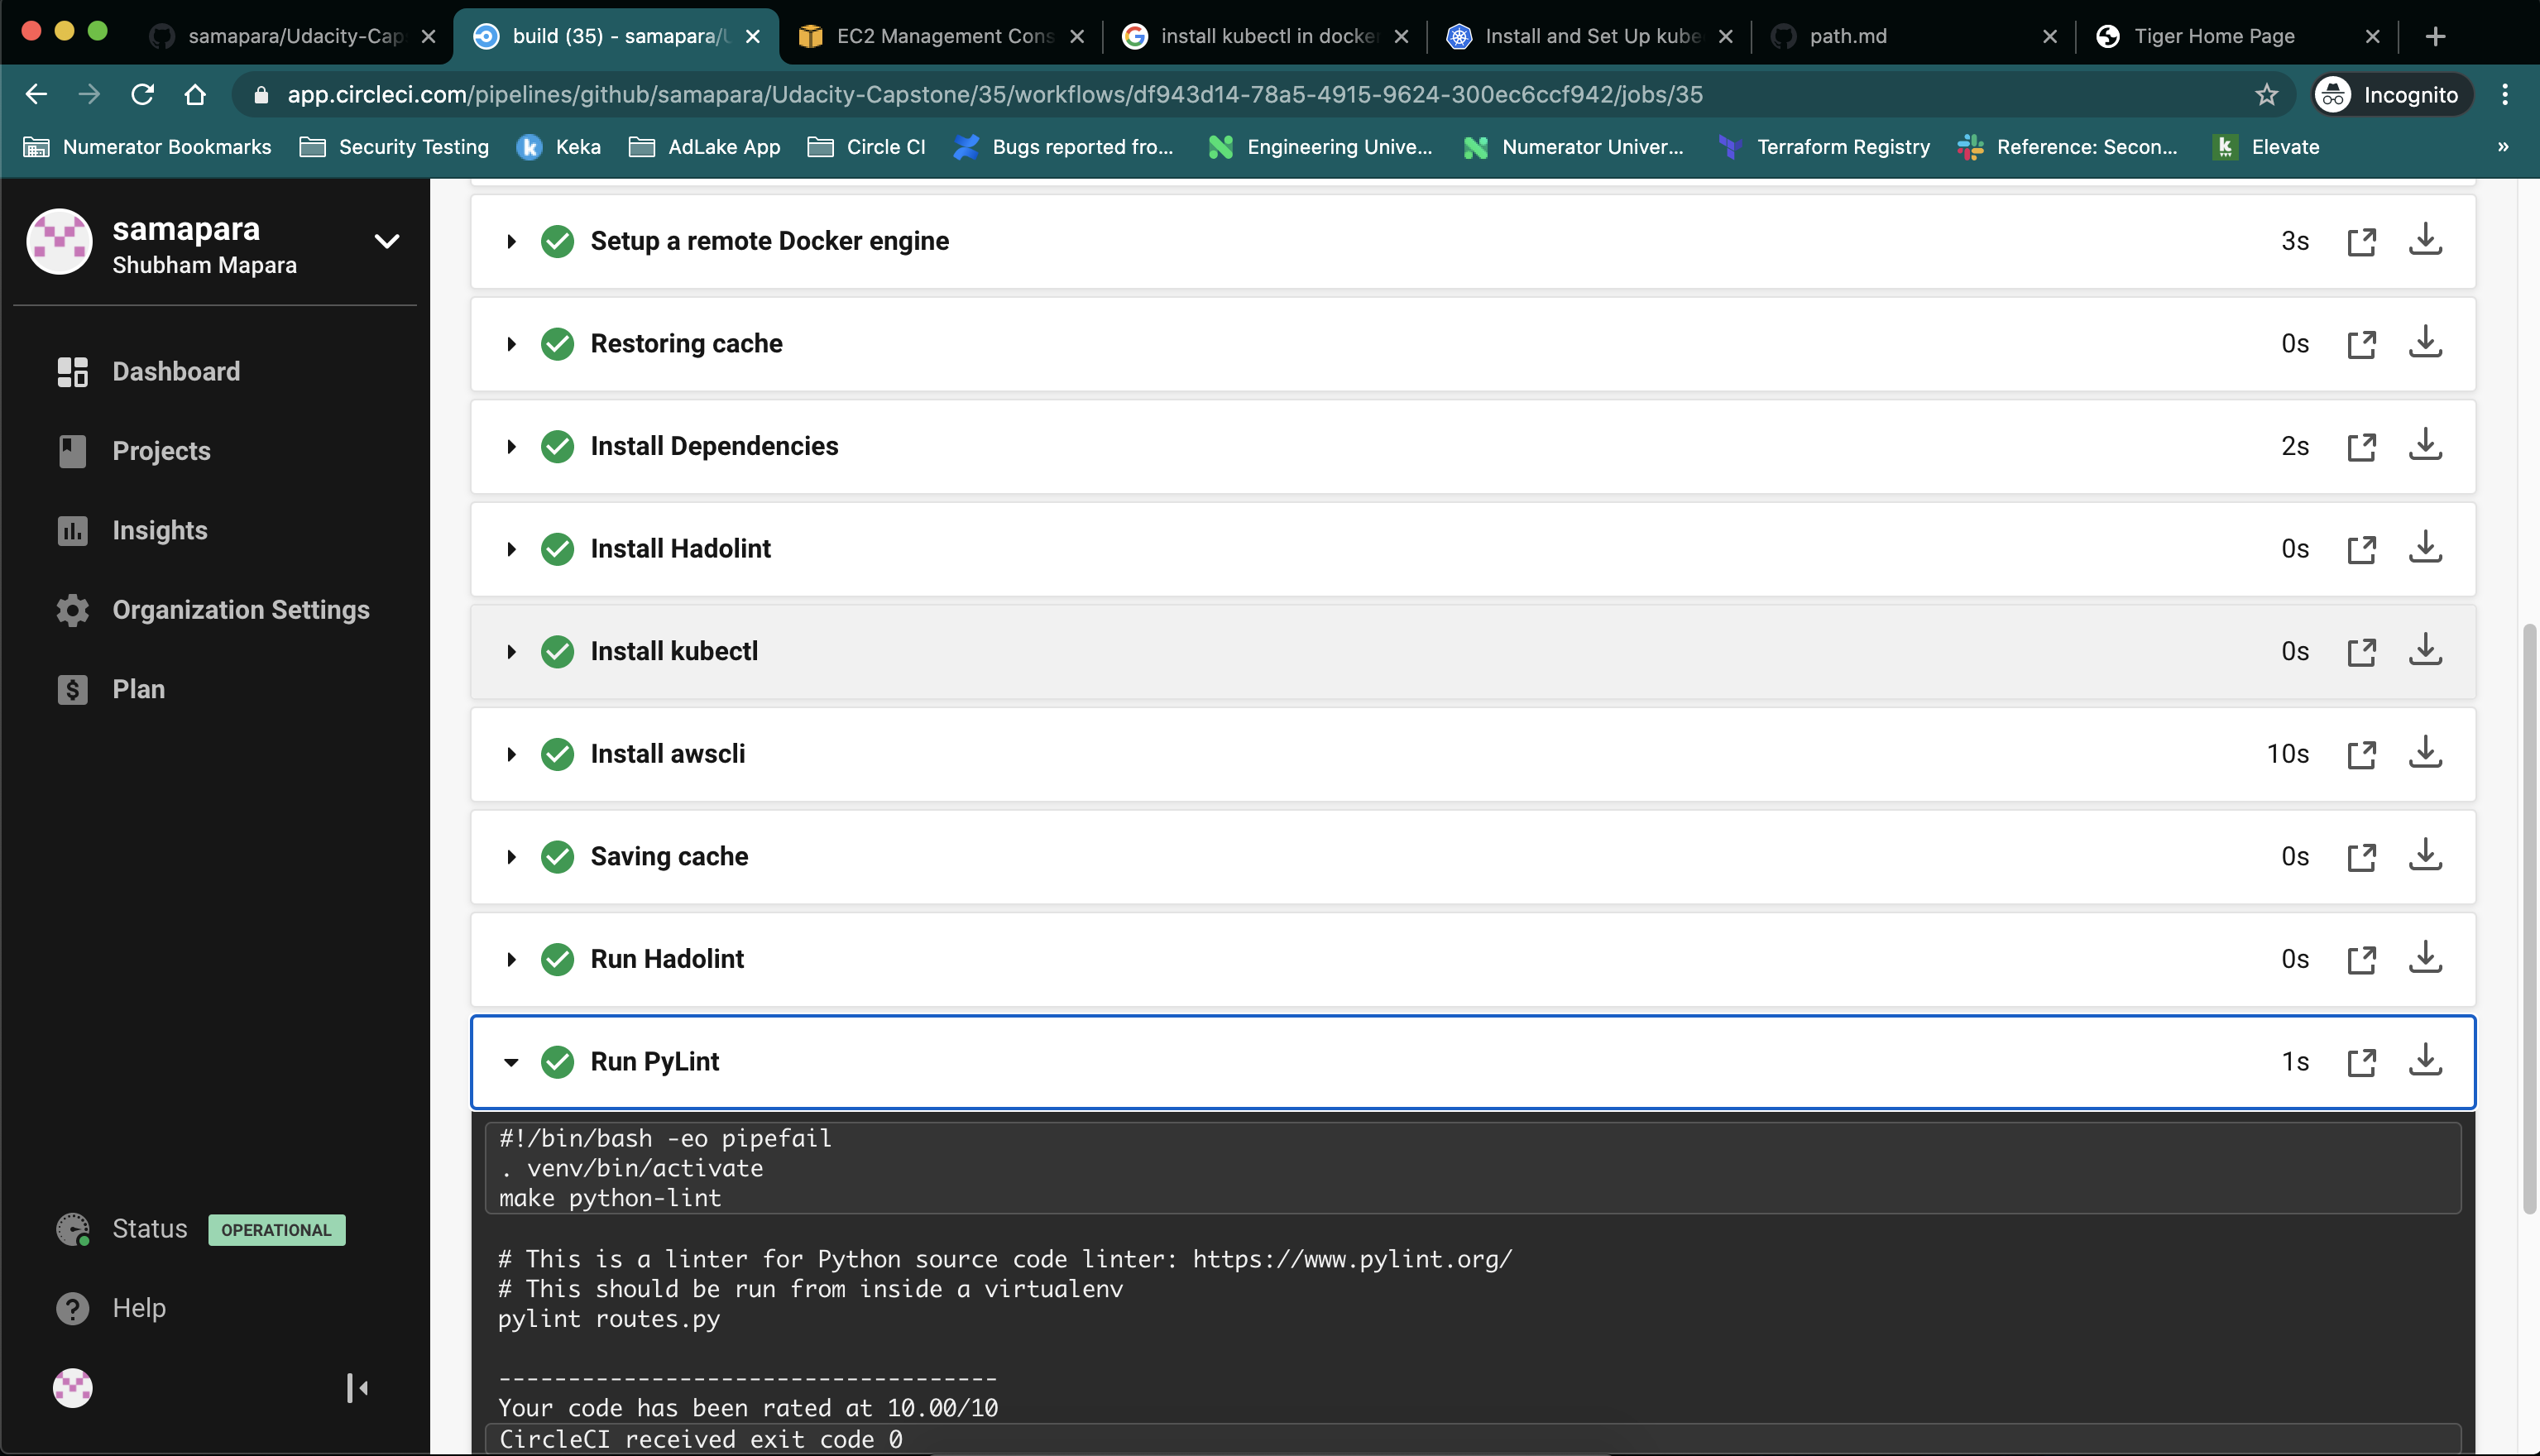 samapara/Udacity-Cap
build (35) - samapara/U
EC2 Management Cons
install kubectl in docker
Install and Set Up kube
path.md
Tiger Home Page
app.circleci.com/pipelines/github/samapara/Udacity-Capstone/35/workflows/df943d14-78a5-4915-9624-300ec6ccf942/jobs/35
Incognito
Numerator Bookmarks
Security Testing
Keka
AdLake App
Circle CI
Bugs reported fro...
Engineering Unive...
Numerator Univer...
Terraform Registry
Reference: Secon...
Elevate
»
samapara
Shubham Mapara
Dashboard
Projects
Insights
Organization Settings
Plan
Status OPERATIONAL
Help
Setup a remote Docker engine 3s
Restoring cache 0s
Install Dependencies 2s
Install Hadolint 0s
Install kubectl 0s
Install awscli 10s
Saving cache 0s
Run Hadolint 0s
Run PyLint 1s
#!/bin/bash -eo pipefail
. venv/bin/activate
make python-lint
# This is a linter for Python source code linter: https://www.pylint.org/
# This should be run from inside a virtualenv
pylint routes.py
------------------------------------
Your code has been rated at 10.00/10
CircleCI received exit code 0